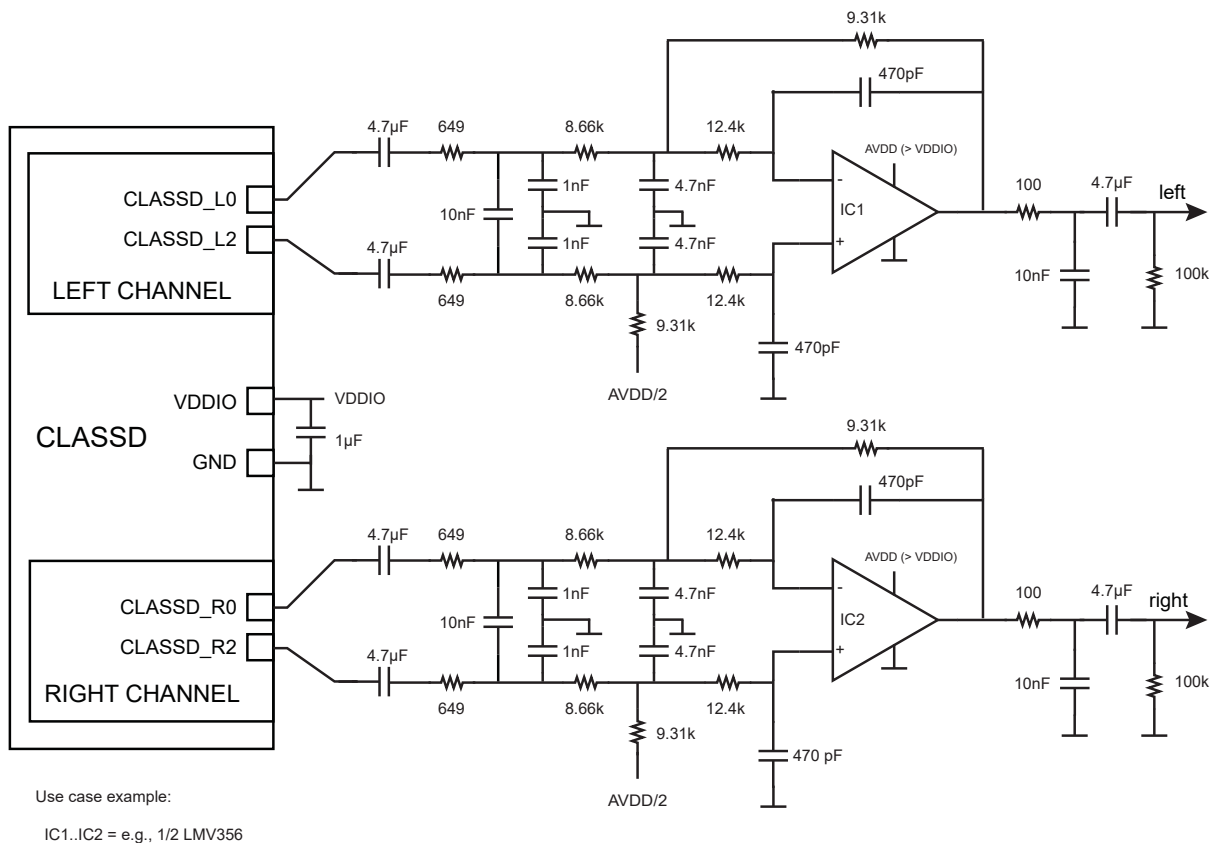 9.31k
470pF
4.7µF
649
8.66k
12.4k
AVDD (> VDDIO)
CLASSD_L0
1nF
4.7nF
-
100
4.7µF
left
10nF
IC1
CLASSD_L2
4.7µF
1nF
4.7nF
+
10nF
100k
LEFT CHANNEL
649
8.66k
12.4k
9.31k
470pF
AVDD/2
VDDIO
VDDIO
CLASSD
1µF
GND
9.31k
470pF
4.7µF
649
8.66k
12.4k
AVDD (> VDDIO)
CLASSD_R0
1nF
4.7nF
-
100
4.7µF
right
10nF
IC2
CLASSD_R2
4.7µF
1nF
4.7nF
+
10nF
100k
RIGHT CHANNEL
649
8.66k
12.4k
9.31k
470 pF
AVDD/2
Use case example:
IC1..IC2 = e.g., 1/2 LMV356